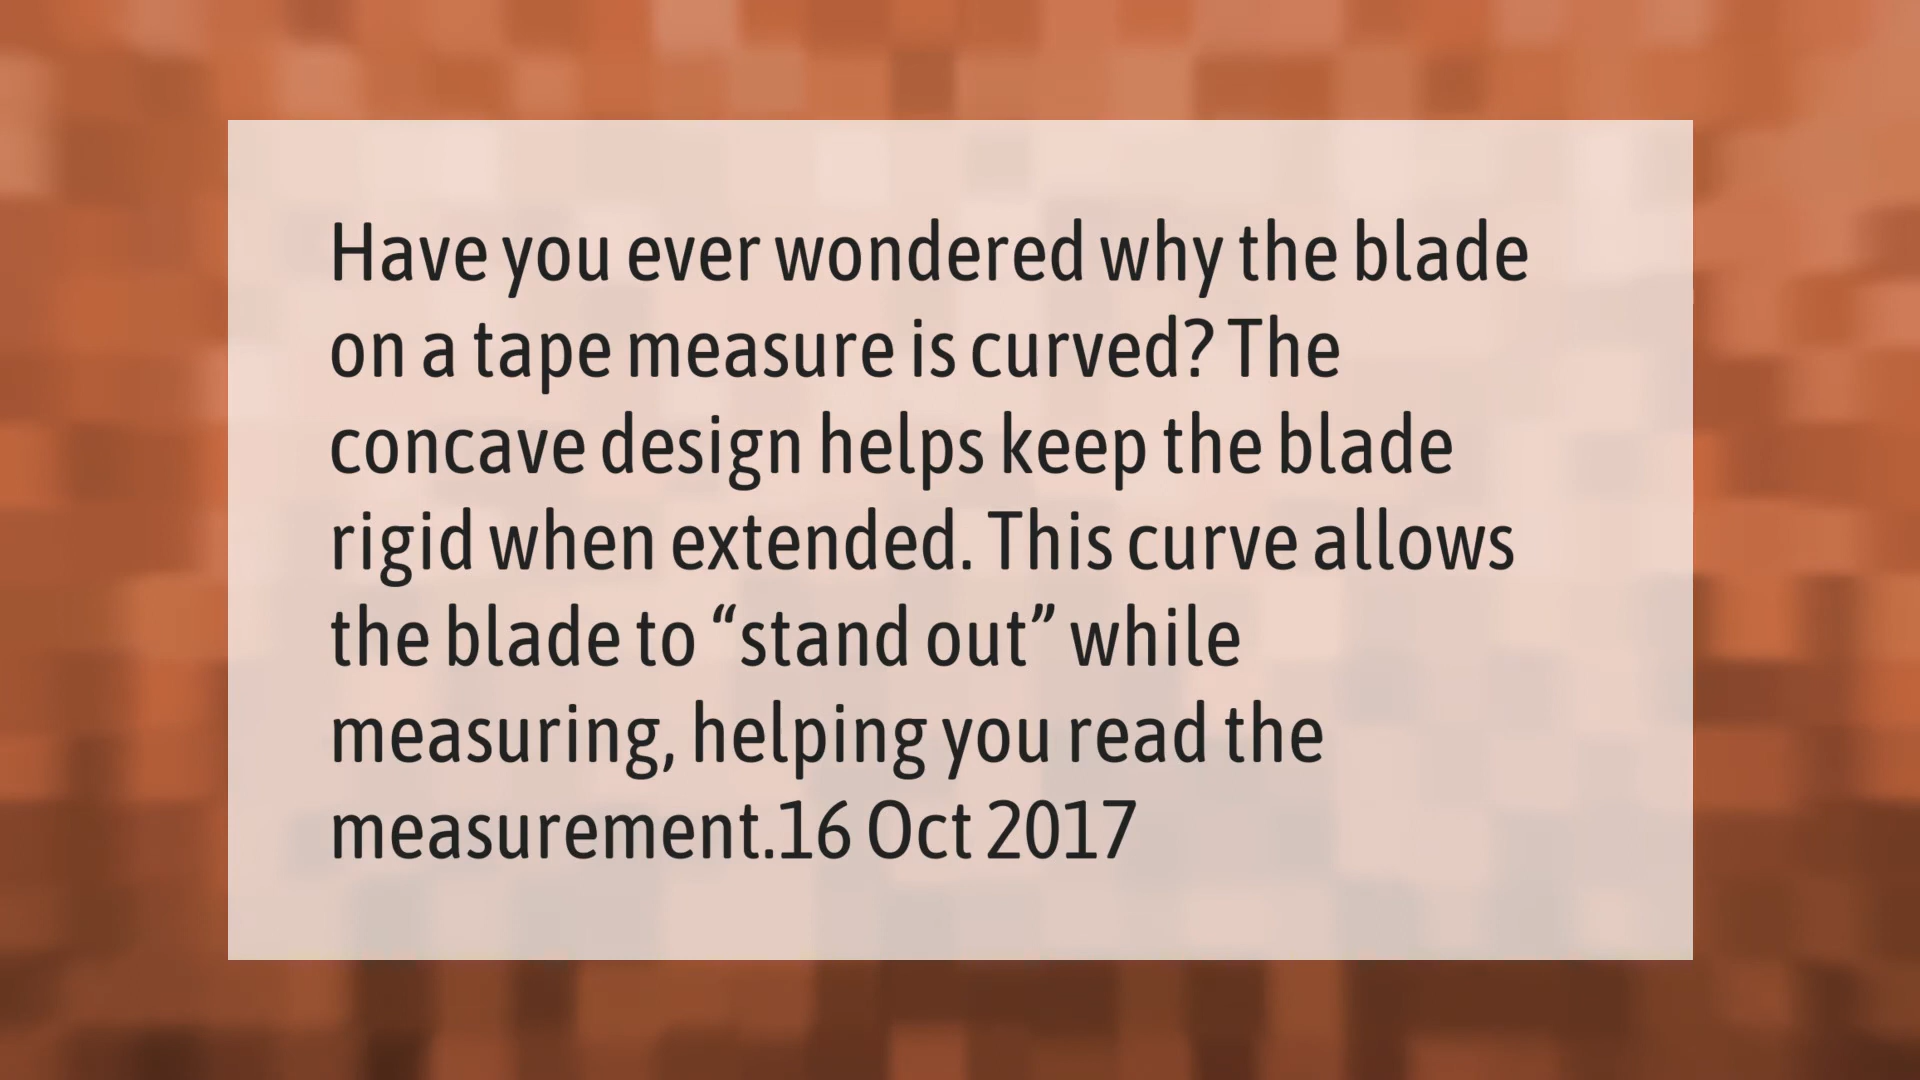 Have you ever wondered why the blade
on a tape measure is curved? The
concave design helps keep the blade
rigid when extended. This curve allows
the blade to “stand out” while
measuring, helping you read the
measurement.16 Oct 2017